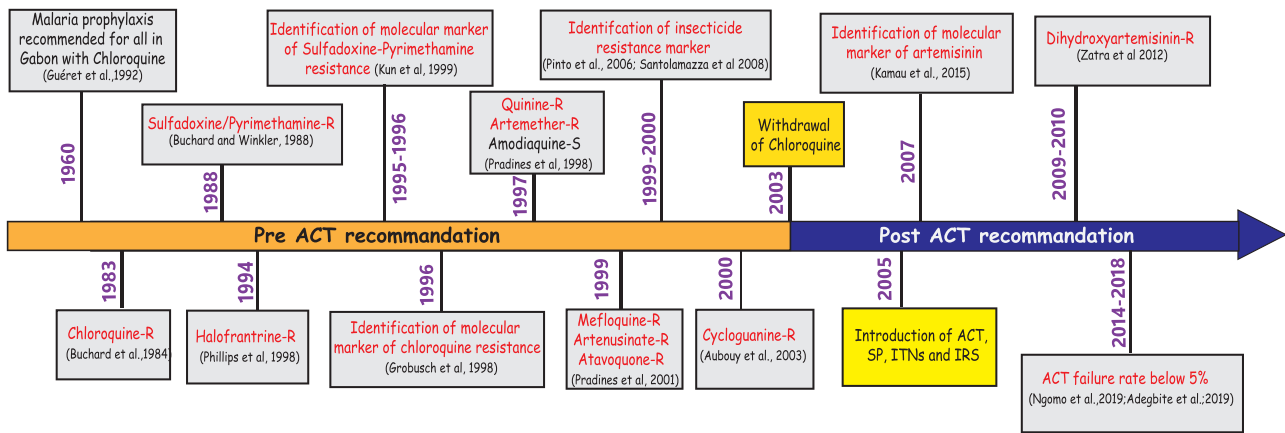 Malaria prophylaxis
recommended for all in
Gabon with Chloroquine
(Guéret et al.,1992)
1960
Sulfadoxine/Pyrimethamine-R
(Buchard and Winkler, 1988)
1988
Identification of molecular marker
of Sulfadoxine-Pyrimethamine
resistance (Kun et al, 1999)
1995-1996
Quinine-R
Artemether-R
Amodiaquine-S
(Pradines et al, 1998)
1997
Identifcation of insecticide
resistance marker
(Pinto et al., 2006; Santolamazza et al 2008)
1999-2000
Withdrawal
of Chloroquine
2003
Identification of molecular
marker of artemisinin
(Kamau et al., 2015)
2007
Dihydroxyartemisinin-R
(Zatra et al 2012)
2009-2010
Pre ACT recommandation
Post ACT recommandation
1983
Chloroquine-R
(Buchard et al.,1984)
1994
Halofrantrine-R
(Phillips et al, 1998)
1996
Identification of molecular
marker of chloroquine resistance
(Grobusch et al, 1998)
1999
Mefloquine-R
Artenusinate-R
Atavoquone-R
(Pradines et al, 2001)
2000
Cycloguanine-R
(Aubouy et al., 2003)
2005
Introduction of ACT,
SP, ITNs and IRS
2014-2018
ACT failure rate below 5%
(Ngomo et al.,2019;Adegbite et al.;2019)